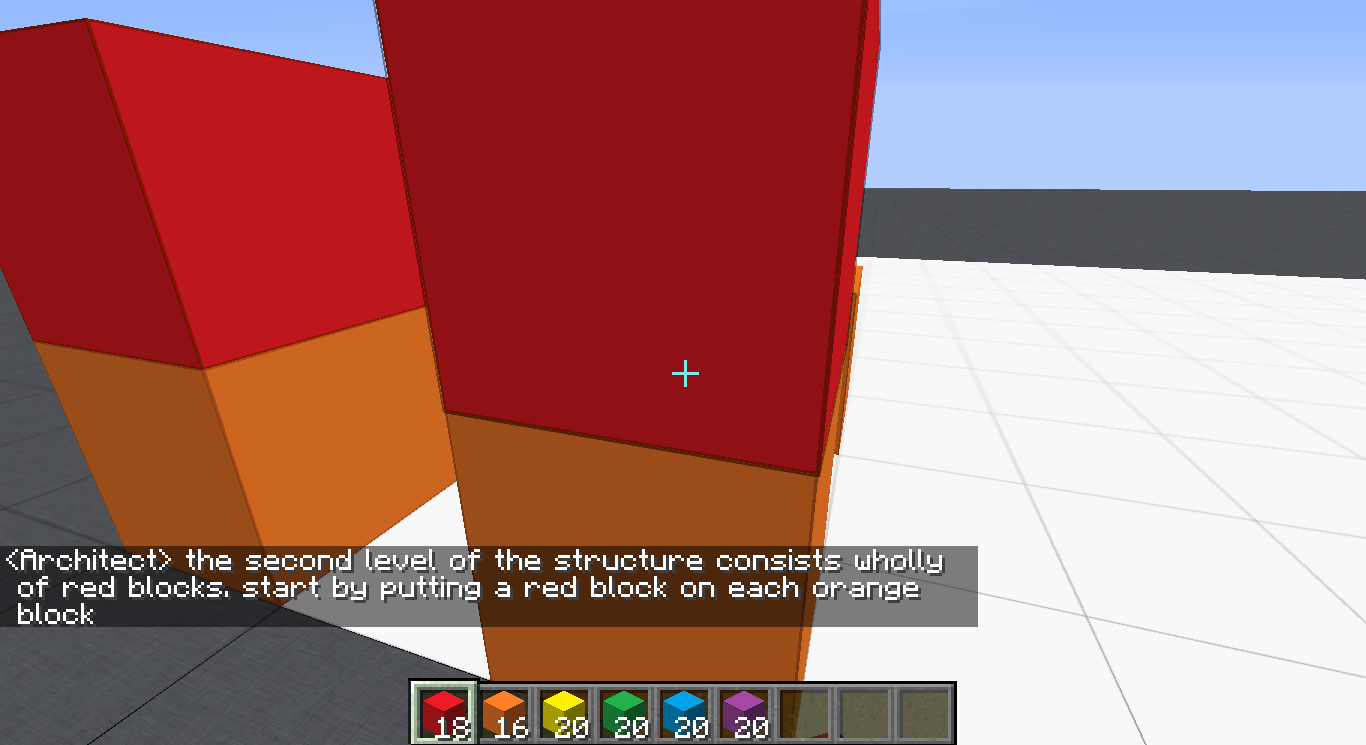 <Architect> the second level of the structure consists wholly
of red blocks. start by putting a red block on each orange
block
18 16 20 20 20 20